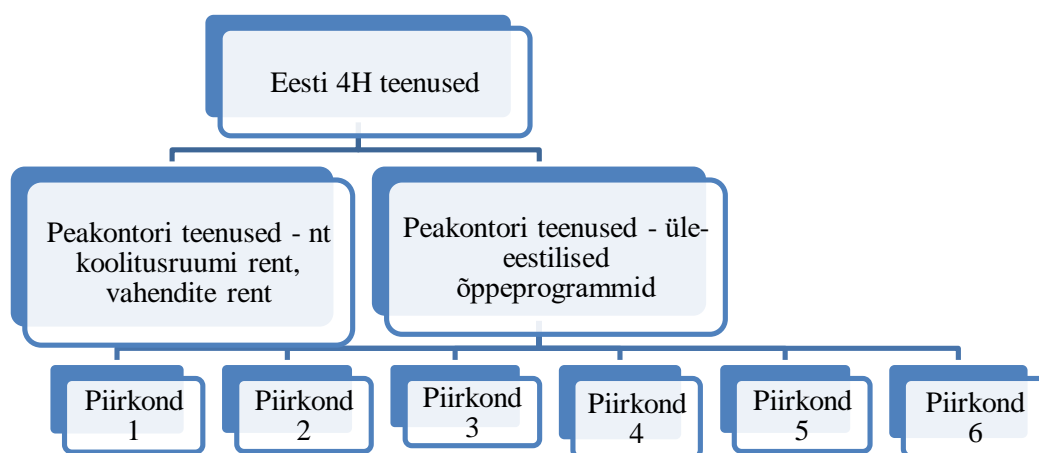 Eesti 4H teenused
Peakontori teenused - nt
koolitusruumi rent,
vahendite rent
Peakontori teenused - üle-
eestilised
õppeprogrammid
Piirkond
1
Piirkond
2
Piirkond
3
Piirkond
4
Piirkond
5
Piirkond
6